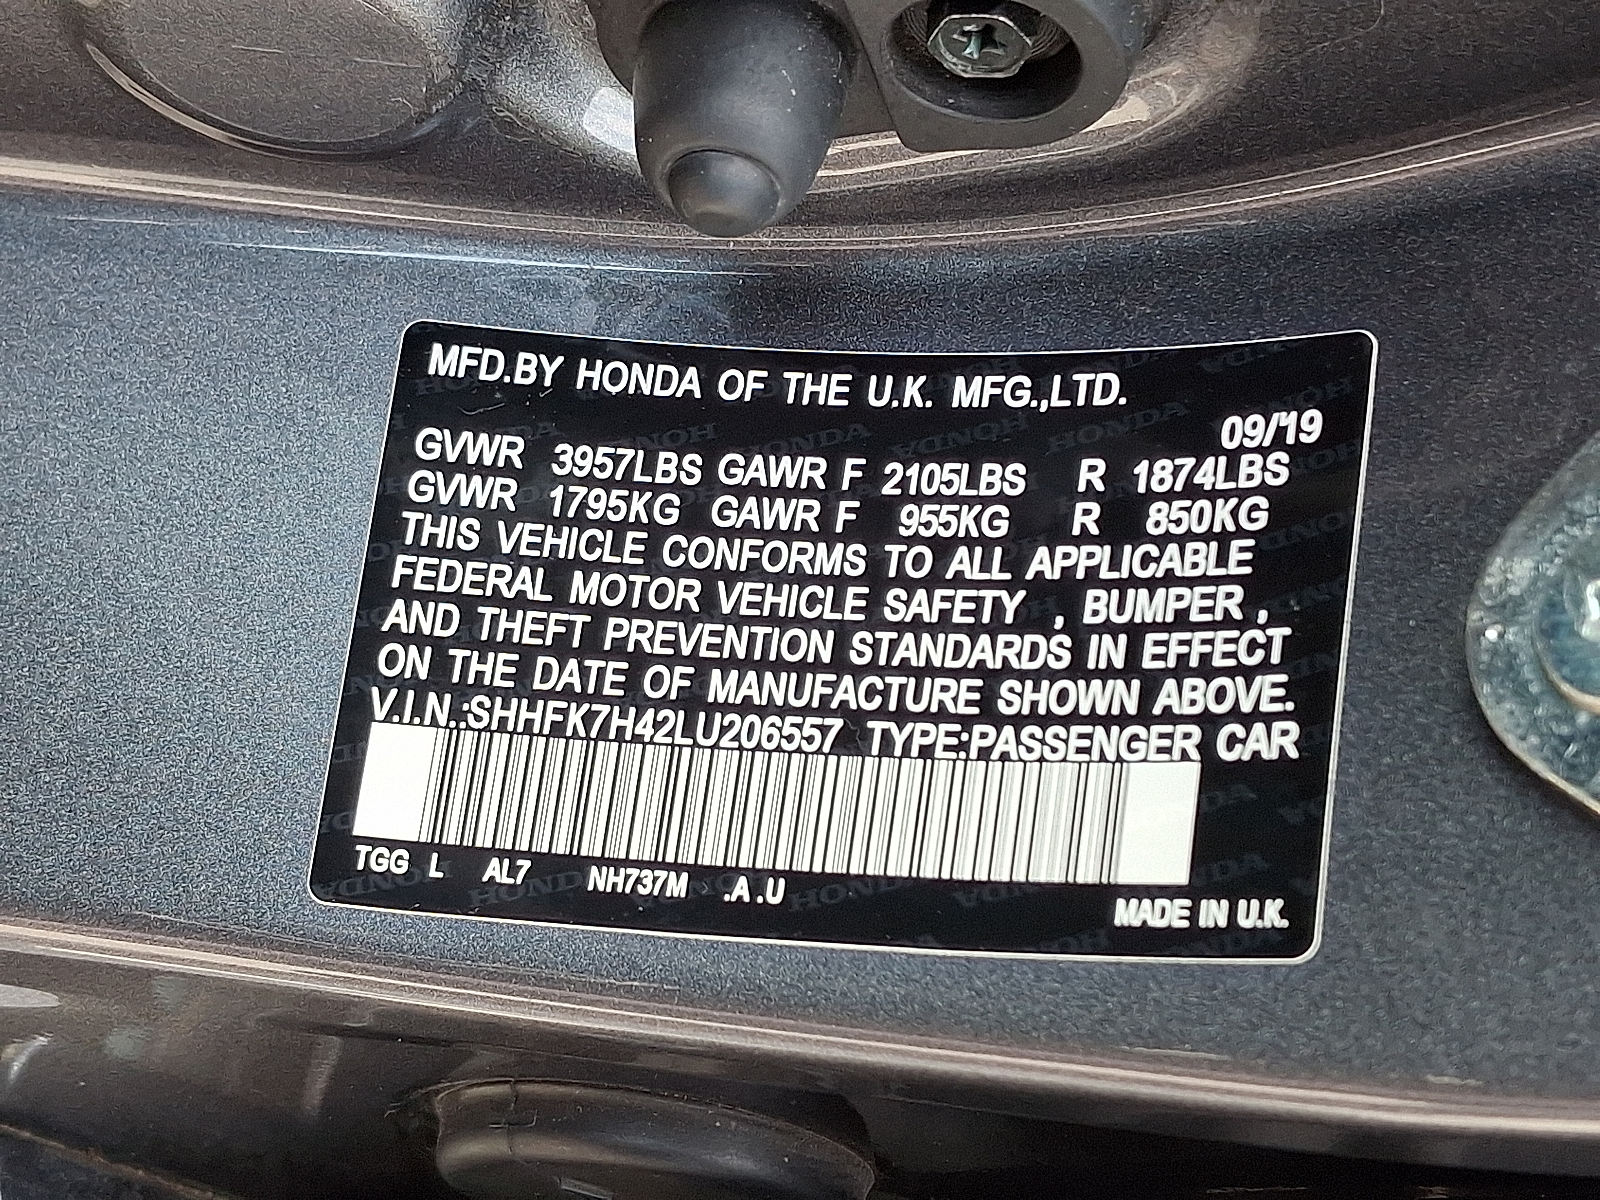 MFD.BY HONDA OF THE U.K. MFG.,LTD.
09/19
GVWR 3957LBS GAWR F 2105LBS R 1874LBS
GVWR 1795KG GAWR F 955KG R 850KG
THIS VEHICLE CONFORMS TO ALL APPLICABLE
FEDERAL MOTOR VEHICLE SAFETY , BUMPER ,
AND THEFT PREVENTION STANDARDS IN EFFECT
ON THE DATE OF MANUFACTURE SHOWN ABOVE.
V.I.N.:SHHFK7H42LU206557 TYPE:PASSENGER CAR
TGG L AL7 NH737M .A .U
MADE IN U.K.